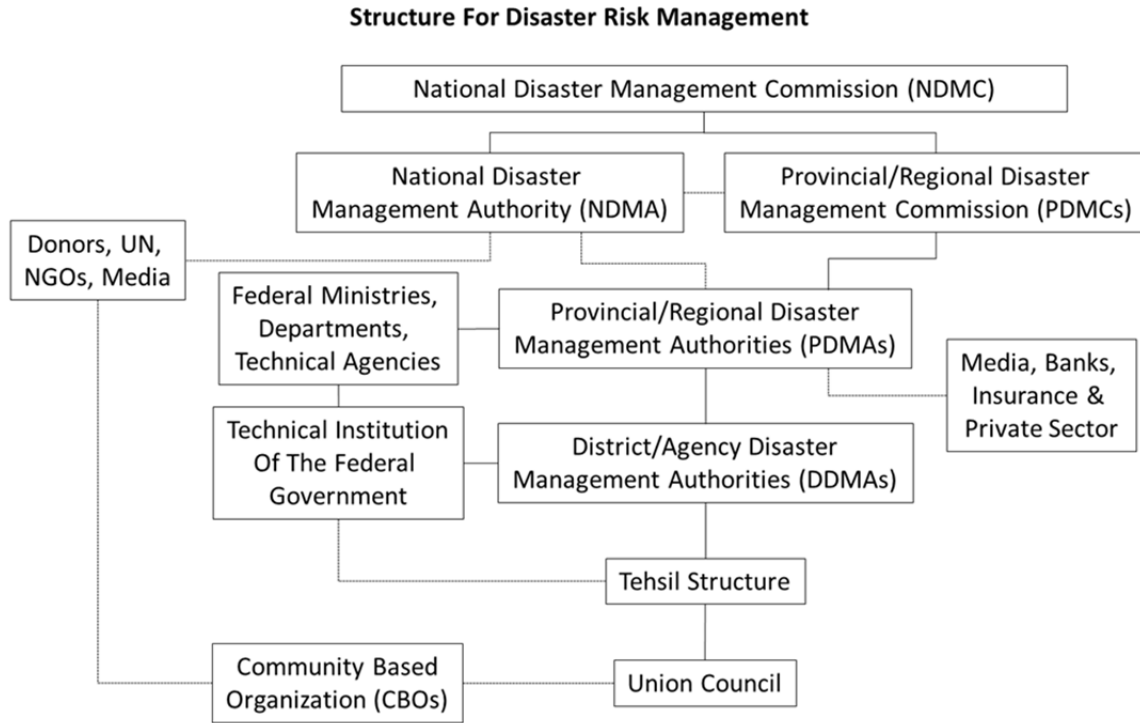 Structure For Disaster Risk Management
National Disaster Management Commission (NDMC)
National Disaster
Management Authority (NDMA)
Provincial/Regional Disaster
Management Commission (PDMCs)
Donors, UN,
NGOs, Media
Federal Ministries,
Departments,
Technical Agencies
Provincial/Regional Disaster
Management Authorities (PDMAs)
Media, Banks,
Insurance &
Private Sector
Technical Institution
Of The Federal
Government
District/Agency Disaster
Management Authorities (DDMAs)
Tehsil Structure
Community Based
Organization (CBOs)
Union Council